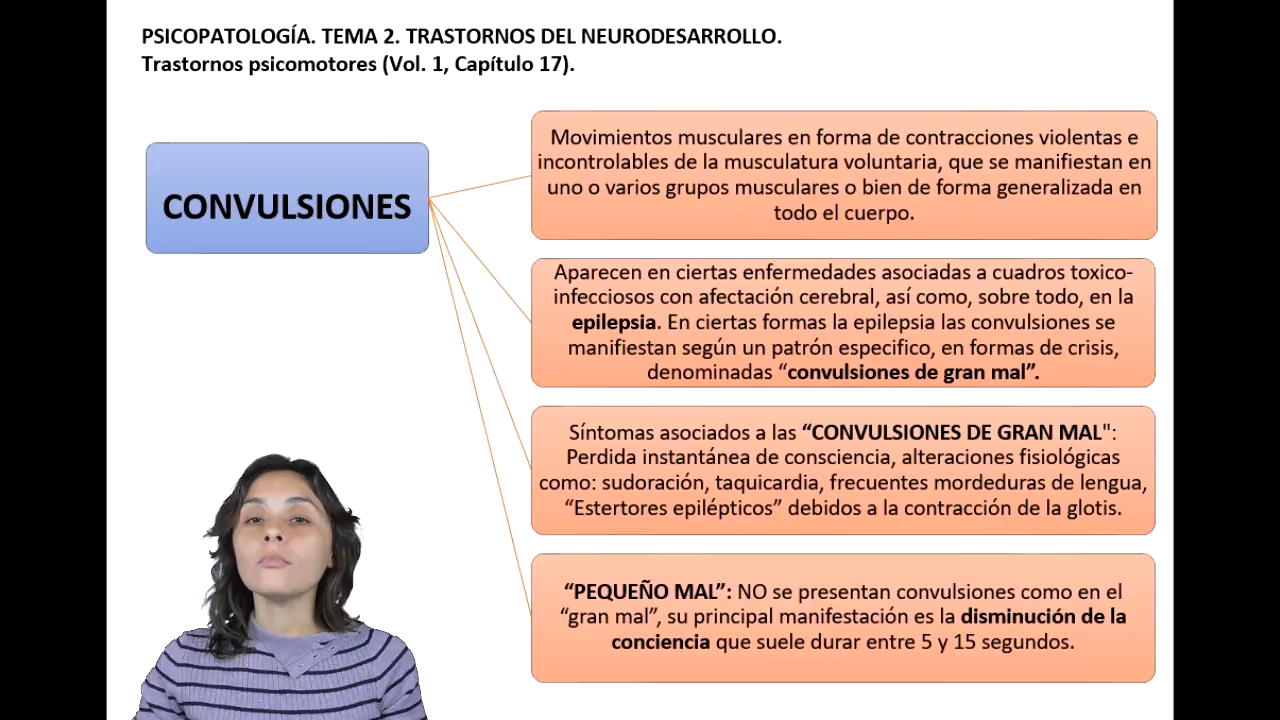 PSICOPATOLOGÍA. TEMA 2. TRASTORNOS DEL NEURODESARROLLO.
Trastornos psicomotores (Vol. 1, Capítulo 17).
CONVULSIONES
Movimientos musculares en forma de contracciones violentas e
incontrolables de la musculatura voluntaria, que se manifiestan en
uno o varios grupos musculares o bien de forma generalizada en
todo el cuerpo.
Aparecen en ciertas enfermedades asociadas a cuadros toxico-
infecciosos con afectación cerebral, así como, sobre todo, en la
epilepsia. En ciertas formas la epilepsia las convulsiones se
manifiestan según un patrón especifico, en formas de crisis,
denominadas “convulsiones de gran mal”.
Síntomas asociados a las “CONVULSIONES DE GRAN MAL":
Perdida instantánea de consciencia, alteraciones fisiológicas
como: sudoración, taquicardia, frecuentes mordeduras de lengua,
“Estertores epilépticos” debidos a la contracción de la glotis.
“PEQUEÑO MAL”: NO se presentan convulsiones como en el
“gran mal”, su principal manifestación es la disminución de la
conciencia que suele durar entre 5 y 15 segundos.